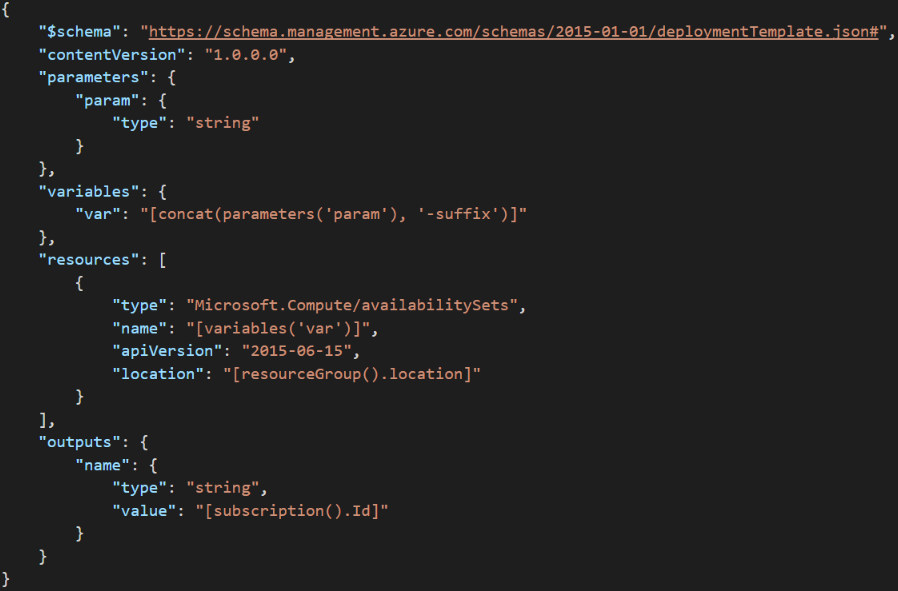 {
    "$schema": "https://schema.management.azure.com/schemas/2015-01-01/deploymentTemplate.json#",
    "contentVersion": "1.0.0.0",
    "parameters": {
        "param": {
            "type": "string"
        }
    },
    "variables": {
        "var": "[concat(parameters('param'), '-suffix')]"
    },
    "resources": [
        {
            "type": "Microsoft.Compute/availabilitySets",
            "name": "[variables('var')]",
            "apiVersion": "2015-06-15",
            "location": "[resourceGroup().location]"
        }
    ],
    "outputs": {
        "name": {
            "type": "string",
            "value": "[subscription().Id]"
        }
    }
}